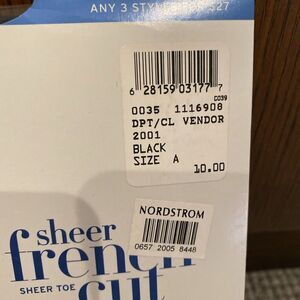 ANY 3 STYLES FOR $27
6 28159 03177 7
C039
0035 1116908
DPT/CL VENDOR
2001
BLACK
SIZE A
10.00
NORDSTROM
0657 2005 8448
sheer
french
SHEER TOE
cut